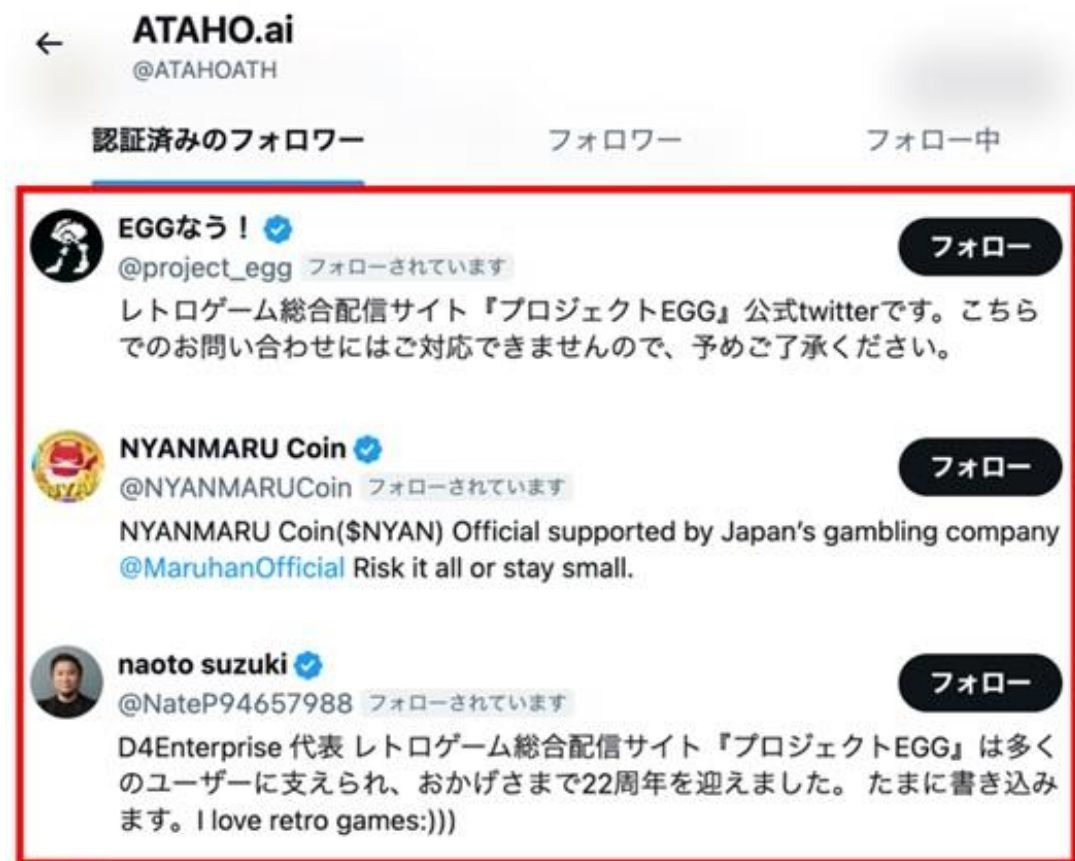 ATAHO.ai
@ATAHOATH
認証済みのフォロワー
フォロワー
フォロー中
EGGなう！
フォロー
@project_egg フォローされています
レトロゲーム総合配信サイト『プロジェクトEGG』公式twitterです。こちら
でのお問い合わせにはご対応できませんので、予めご了承ください。
NYANMARU Coin
フォロー
@NYANMARUCoin フォローされています
NYANMARU Coin($NYAN) Official supported by Japan's gambling company
@MaruhanOfficial Risk it all or stay small.
naoto suzuki
フォロー
@NateP94657988 フォローされています
D4Enterprise 代表 レトロゲーム総合配信サイト『プロジェクトEGG』は多く
のユーザーに支えられ、おかげさまで22周年を迎えました。 たまに書き込み
ます。I love retro games:)))